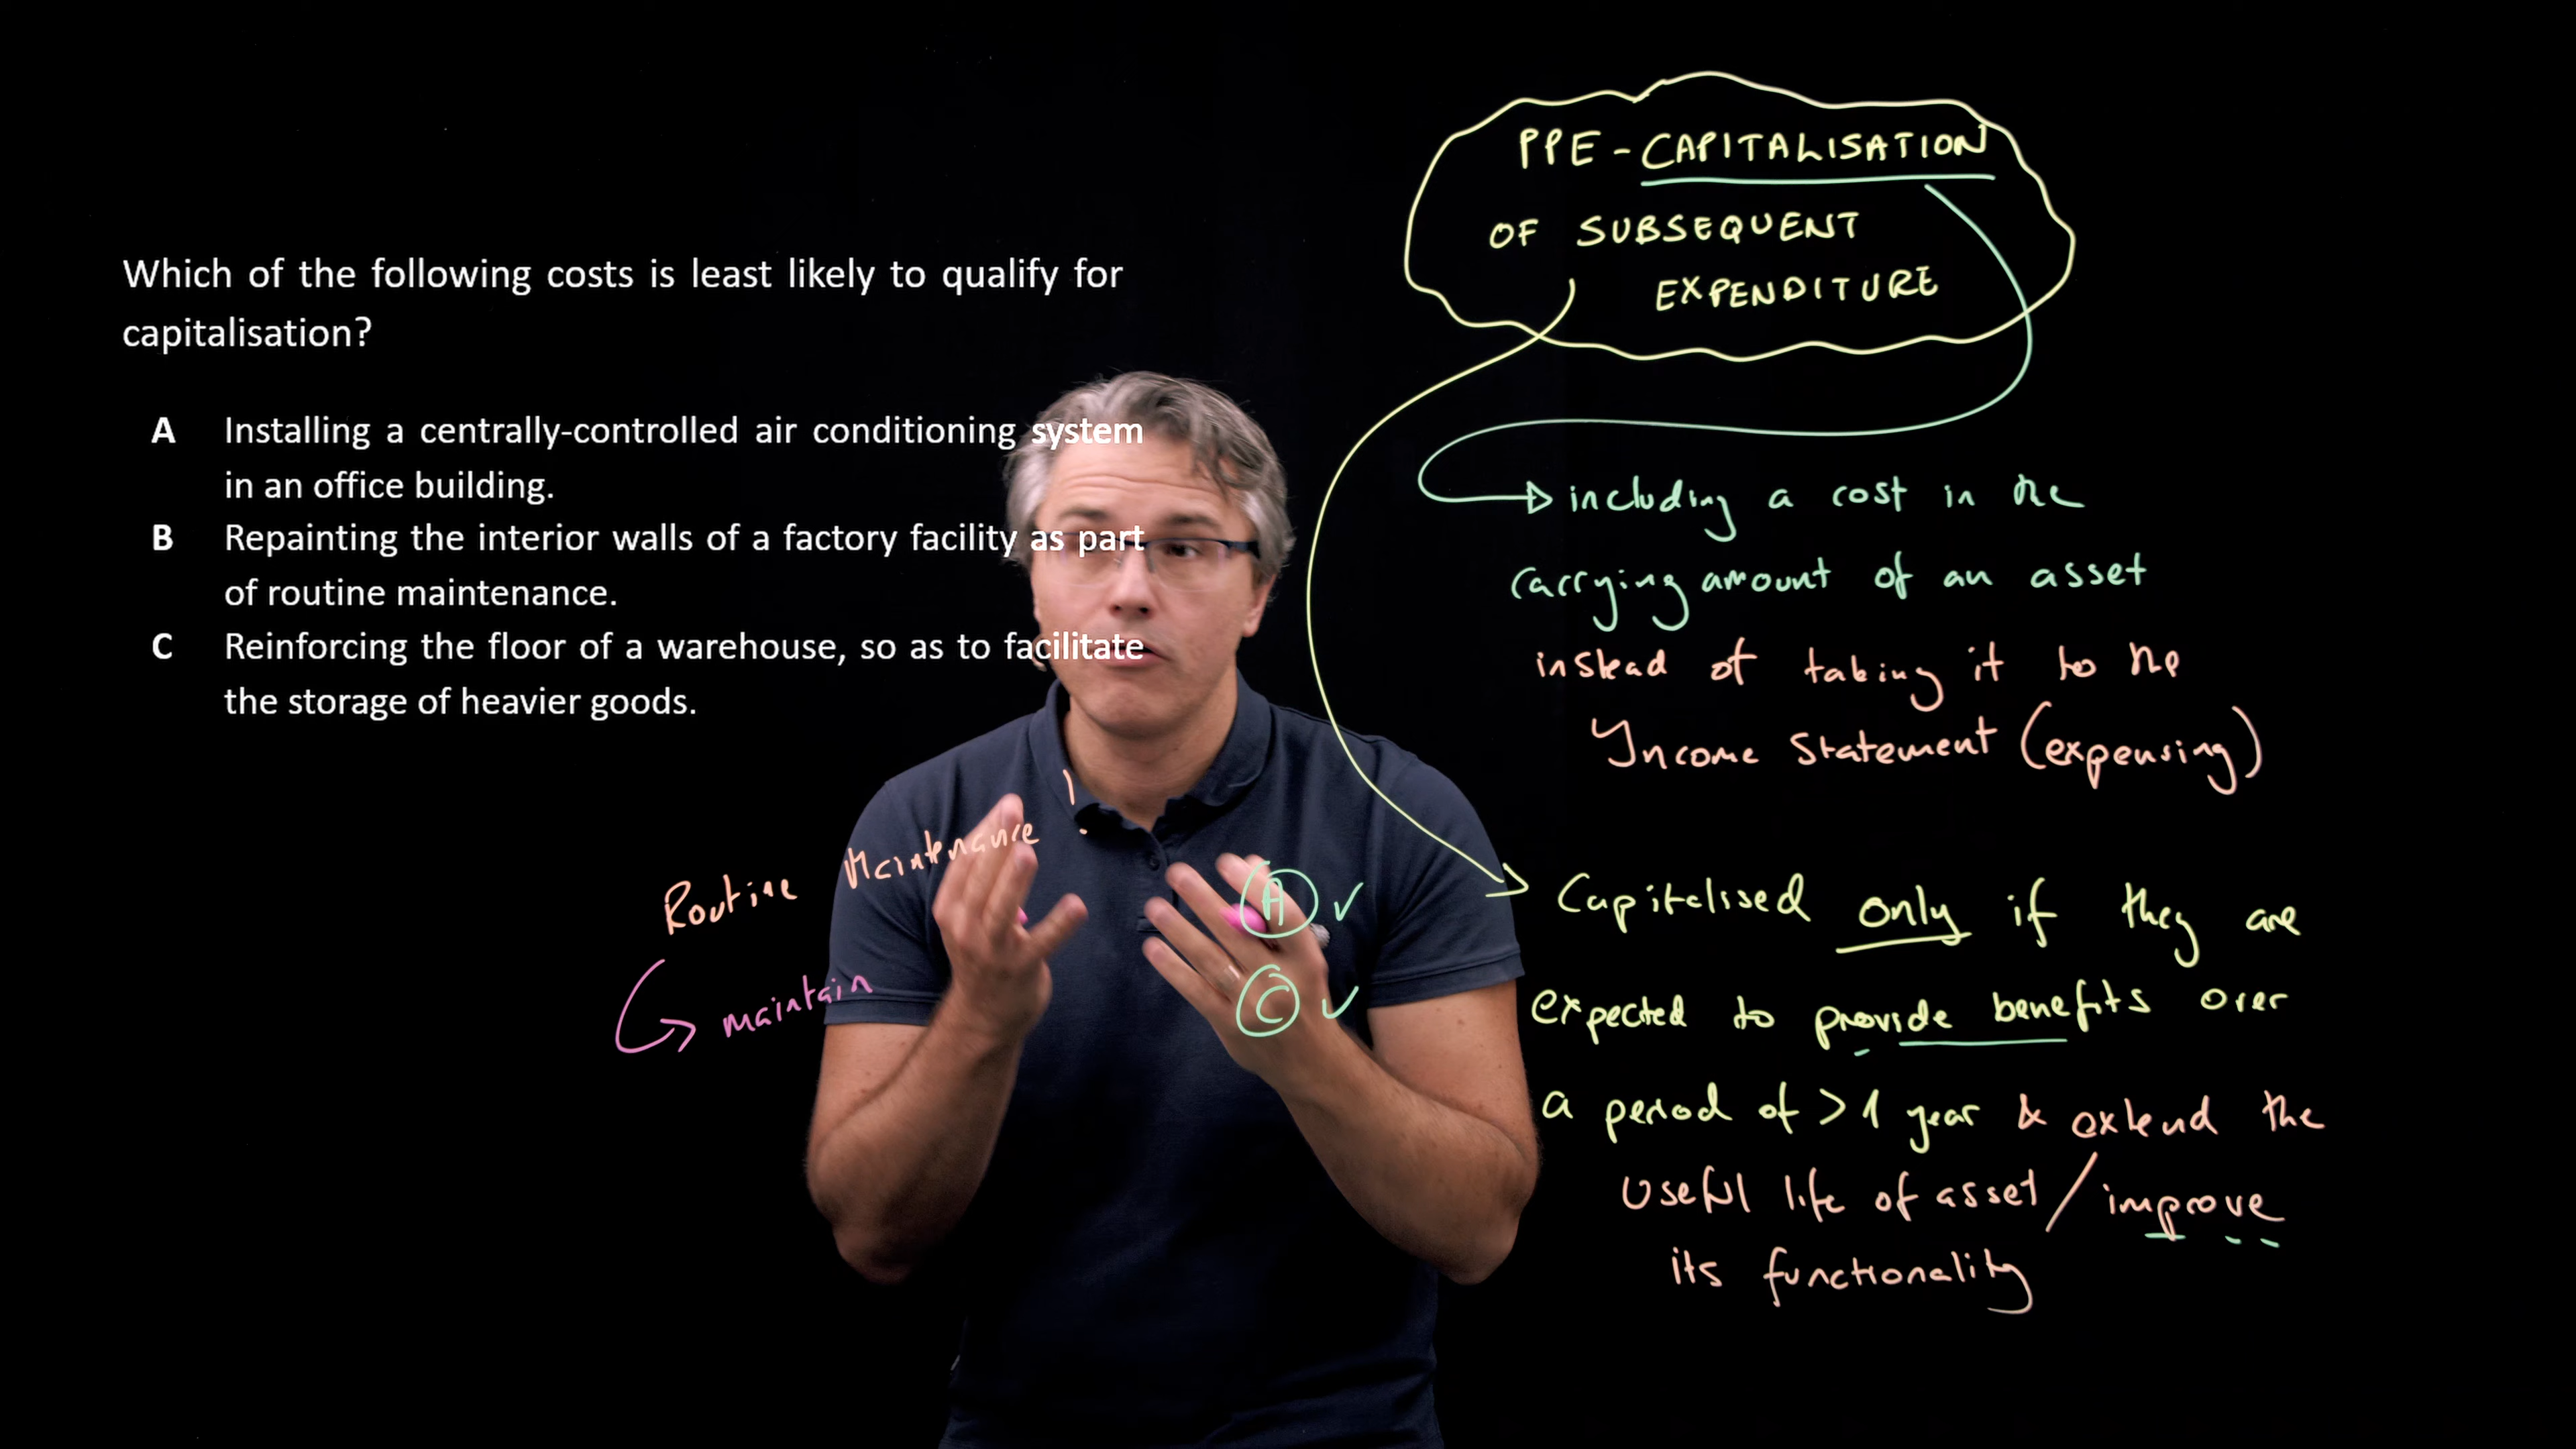 Which of the following costs is least likely to qualify for
capitalisation?
A Installing a centrally-controlled air conditioning system
in an office building.
B Repainting the interior walls of a factory facility as part
of routine maintenance.
C Reinforcing the floor of a warehouse, so as to facilitate
the storage of heavier goods.
Routine Maintenance !
maintain
A ✓
C ✓
PPE - CAPITALISATION
OF SUBSEQUENT
EXPENDITURE
including a cost in the
carrying amount of an asset
instead of taking it to the
Income Statement (expensing)
Capitalised only if they are
expected to provide benefits over
a period of > 1 year & extend the
useful life of asset / improve
its functionality